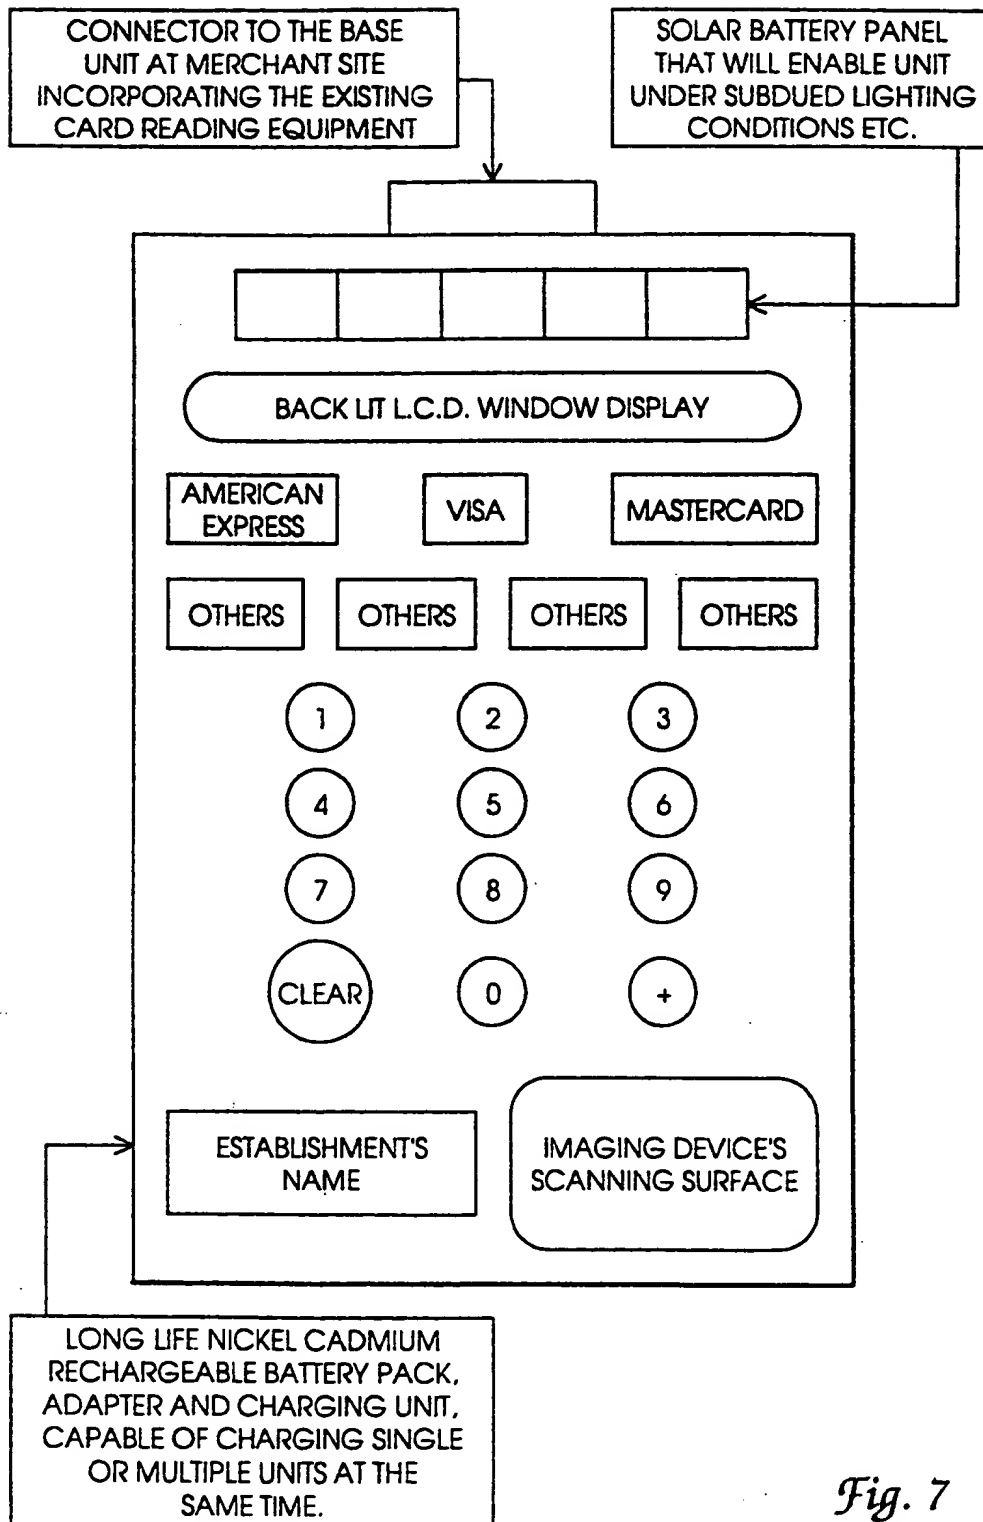 CONNECTOR TO THE BASE
UNIT AT MERCHANT SITE
INCORPORATING THE EXISTING
CARD READING EQUIPMENT
SOLAR BATTERY PANEL
THAT WILL ENABLE UNIT
UNDER SUBDUED LIGHTING
CONDITIONS ETC.
BACK LIT L.C.D. WINDOW DISPLAY
AMERICAN
EXPRESS
VISA
MASTERCARD
OTHERS OTHERS OTHERS OTHERS
1 2 3
4 5 6
7 8 9
CLEAR 0 +
ESTABLISHMENT'S
NAME
IMAGING DEVICE'S
SCANNING SURFACE
LONG LIFE NICKEL CADMIUM
RECHARGEABLE BATTERY PACK,
ADAPTER AND CHARGING UNIT,
CAPABLE OF CHARGING SINGLE
OR MULTIPLE UNITS AT THE
SAME TIME.
Fig. 7